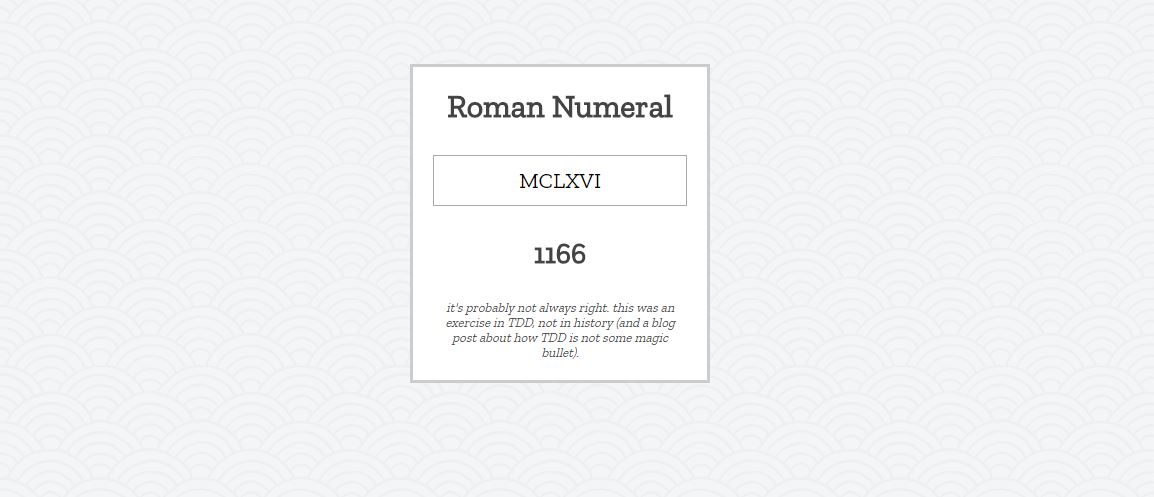 Roman Numeral
MCLXVI
1166
it's probably not always right. this was an
exercise in TDD, not in history (and a blog
post about how TDD is not some magic
bullet).